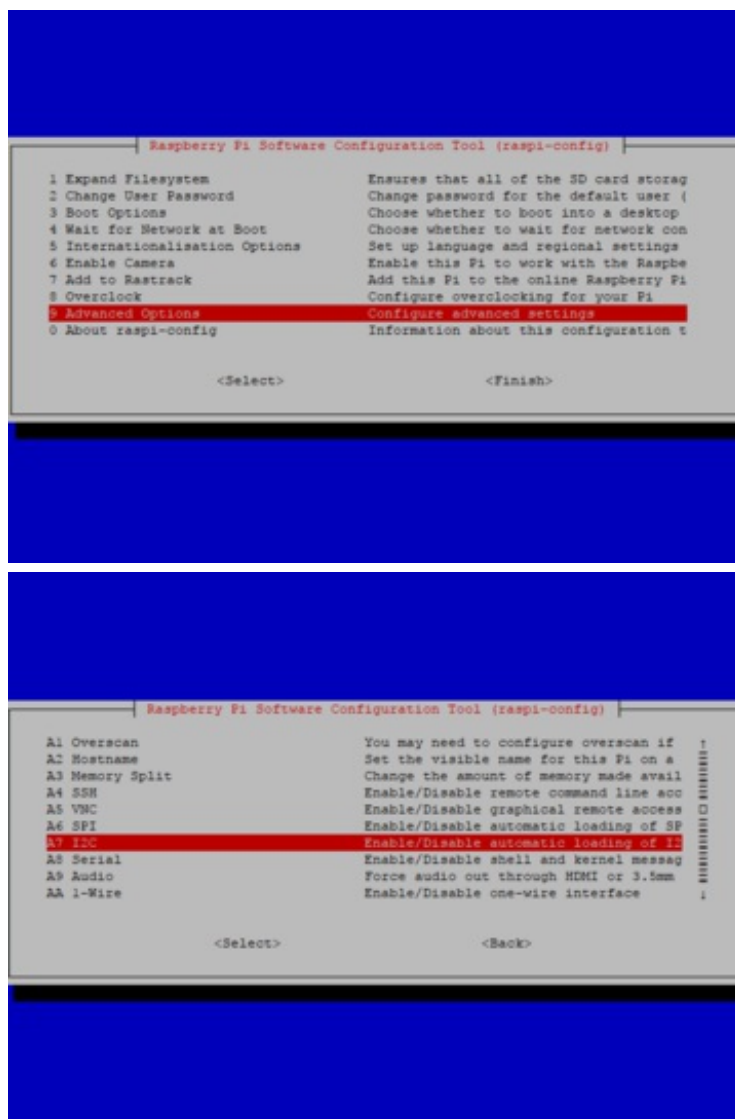 Raspberry Pi Software Configuration Tool (raspi-config)
1 Expand Filesystem Ensures that all of the SD card storag
2 Change User Password Change password for the default user (
3 Boot Options Choose whether to boot into a desktop
4 Wait for Network at Boot Choose whether to wait for network con
5 Internationalisation Options Set up language and regional settings
6 Enable Camera Enable this Pi to work with the Raspbe
7 Add to Rastrack Add this Pi to the online Raspberry Pi
8 Overclock Configure overclocking for your Pi
9 Advanced Options Configure advanced settings
0 About raspi-config Information about this configuration t
<Select> <Finish>
Raspberry Pi Software Configuration Tool (raspi-config)
A1 Overscan You may need to configure overscan if
A2 Hostname Set the visible name for this Pi on a
A3 Memory Split Change the amount of memory made avail
A4 SSH Enable/Disable remote command line acc
A5 VNC Enable/Disable graphical remote access
A6 SPI Enable/Disable automatic loading of SP
A7 I2C Enable/Disable automatic loading of I2
A8 Serial Enable/Disable shell and kernel messag
A9 Audio Force audio out through HDMI or 3.5mm
AA 1-Wire Enable/Disable one-wire interface
<Select> <Back>